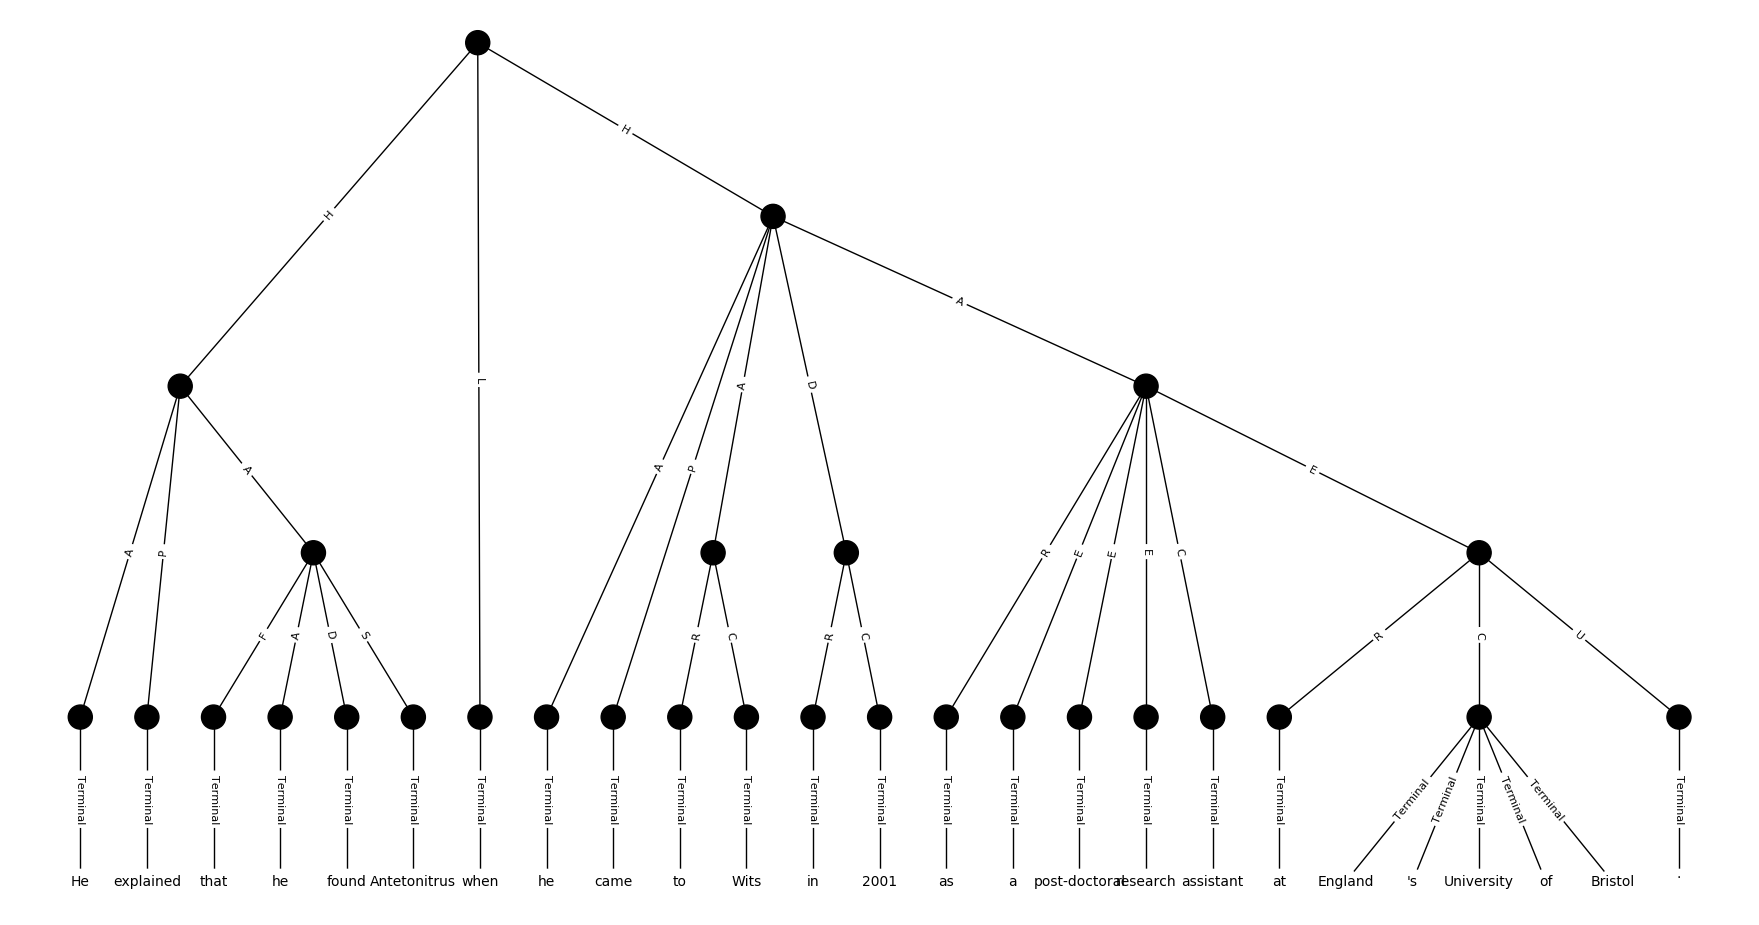 H
H
H
L
A
A
A
D
A
P
A
P
E
R
E
E
E
C
F
A
D
S
R
C
R
C
R
C
U
Terminal Terminal Terminal Terminal Terminal Terminal Terminal Terminal Terminal Terminal Terminal Terminal Terminal Terminal Terminal Terminal Terminal Terminal Terminal Terminal Terminal Terminal Terminal Terminal Terminal
He explained that he found Antetonitrus when he came to Wits in 2001 as a post-doctoral research assistant at England 's University of Bristol .